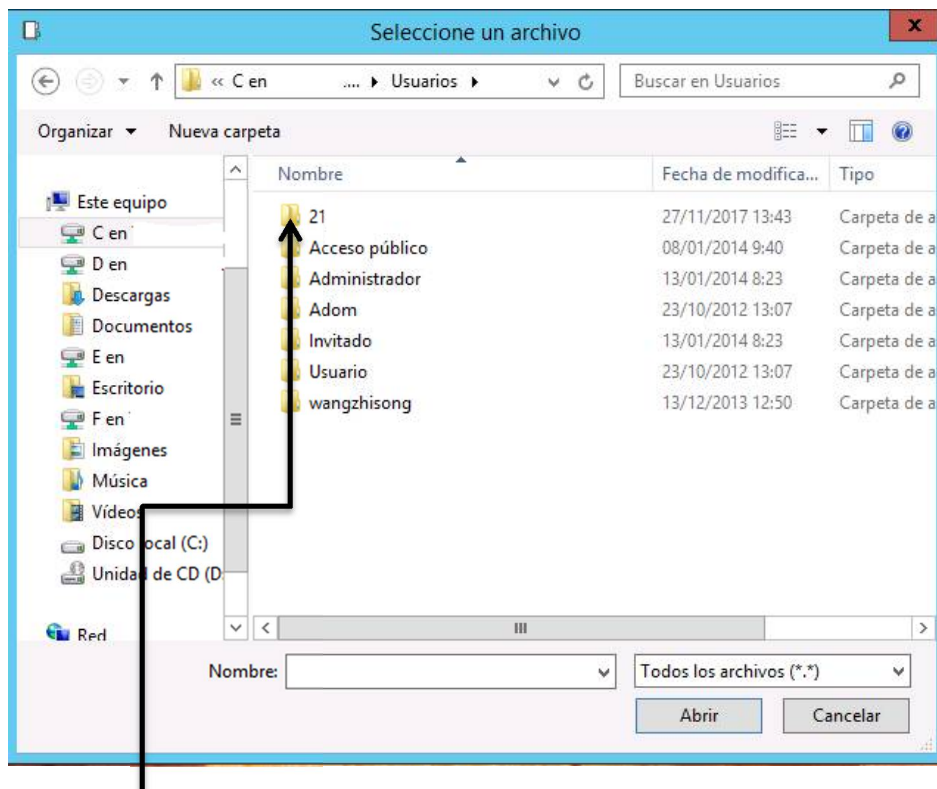 Seleccione un archivo
x
« C en .... Usuarios
Buscar en Usuarios
Organizar Nueva carpeta
Nombre Fecha de modifica... Tipo
Este equipo
C en
D en
Descargas
Documentos
E en
Escritorio
F en
Imágenes
Música
Vídeos
Disco local (C:)
Unidad de CD (D
Red
21 27/11/2017 13:43 Carpeta de a
Acceso público 08/01/2014 9:40 Carpeta de a
Administrador 13/01/2014 8:23 Carpeta de a
Adom 23/10/2012 13:07 Carpeta de a
Invitado 13/01/2014 8:23 Carpeta de a
Usuario 23/10/2012 13:07 Carpeta de a
wangzhisong 13/12/2013 12:50 Carpeta de a
Nombre: Todos los archivos (*.*)
Abrir Cancelar